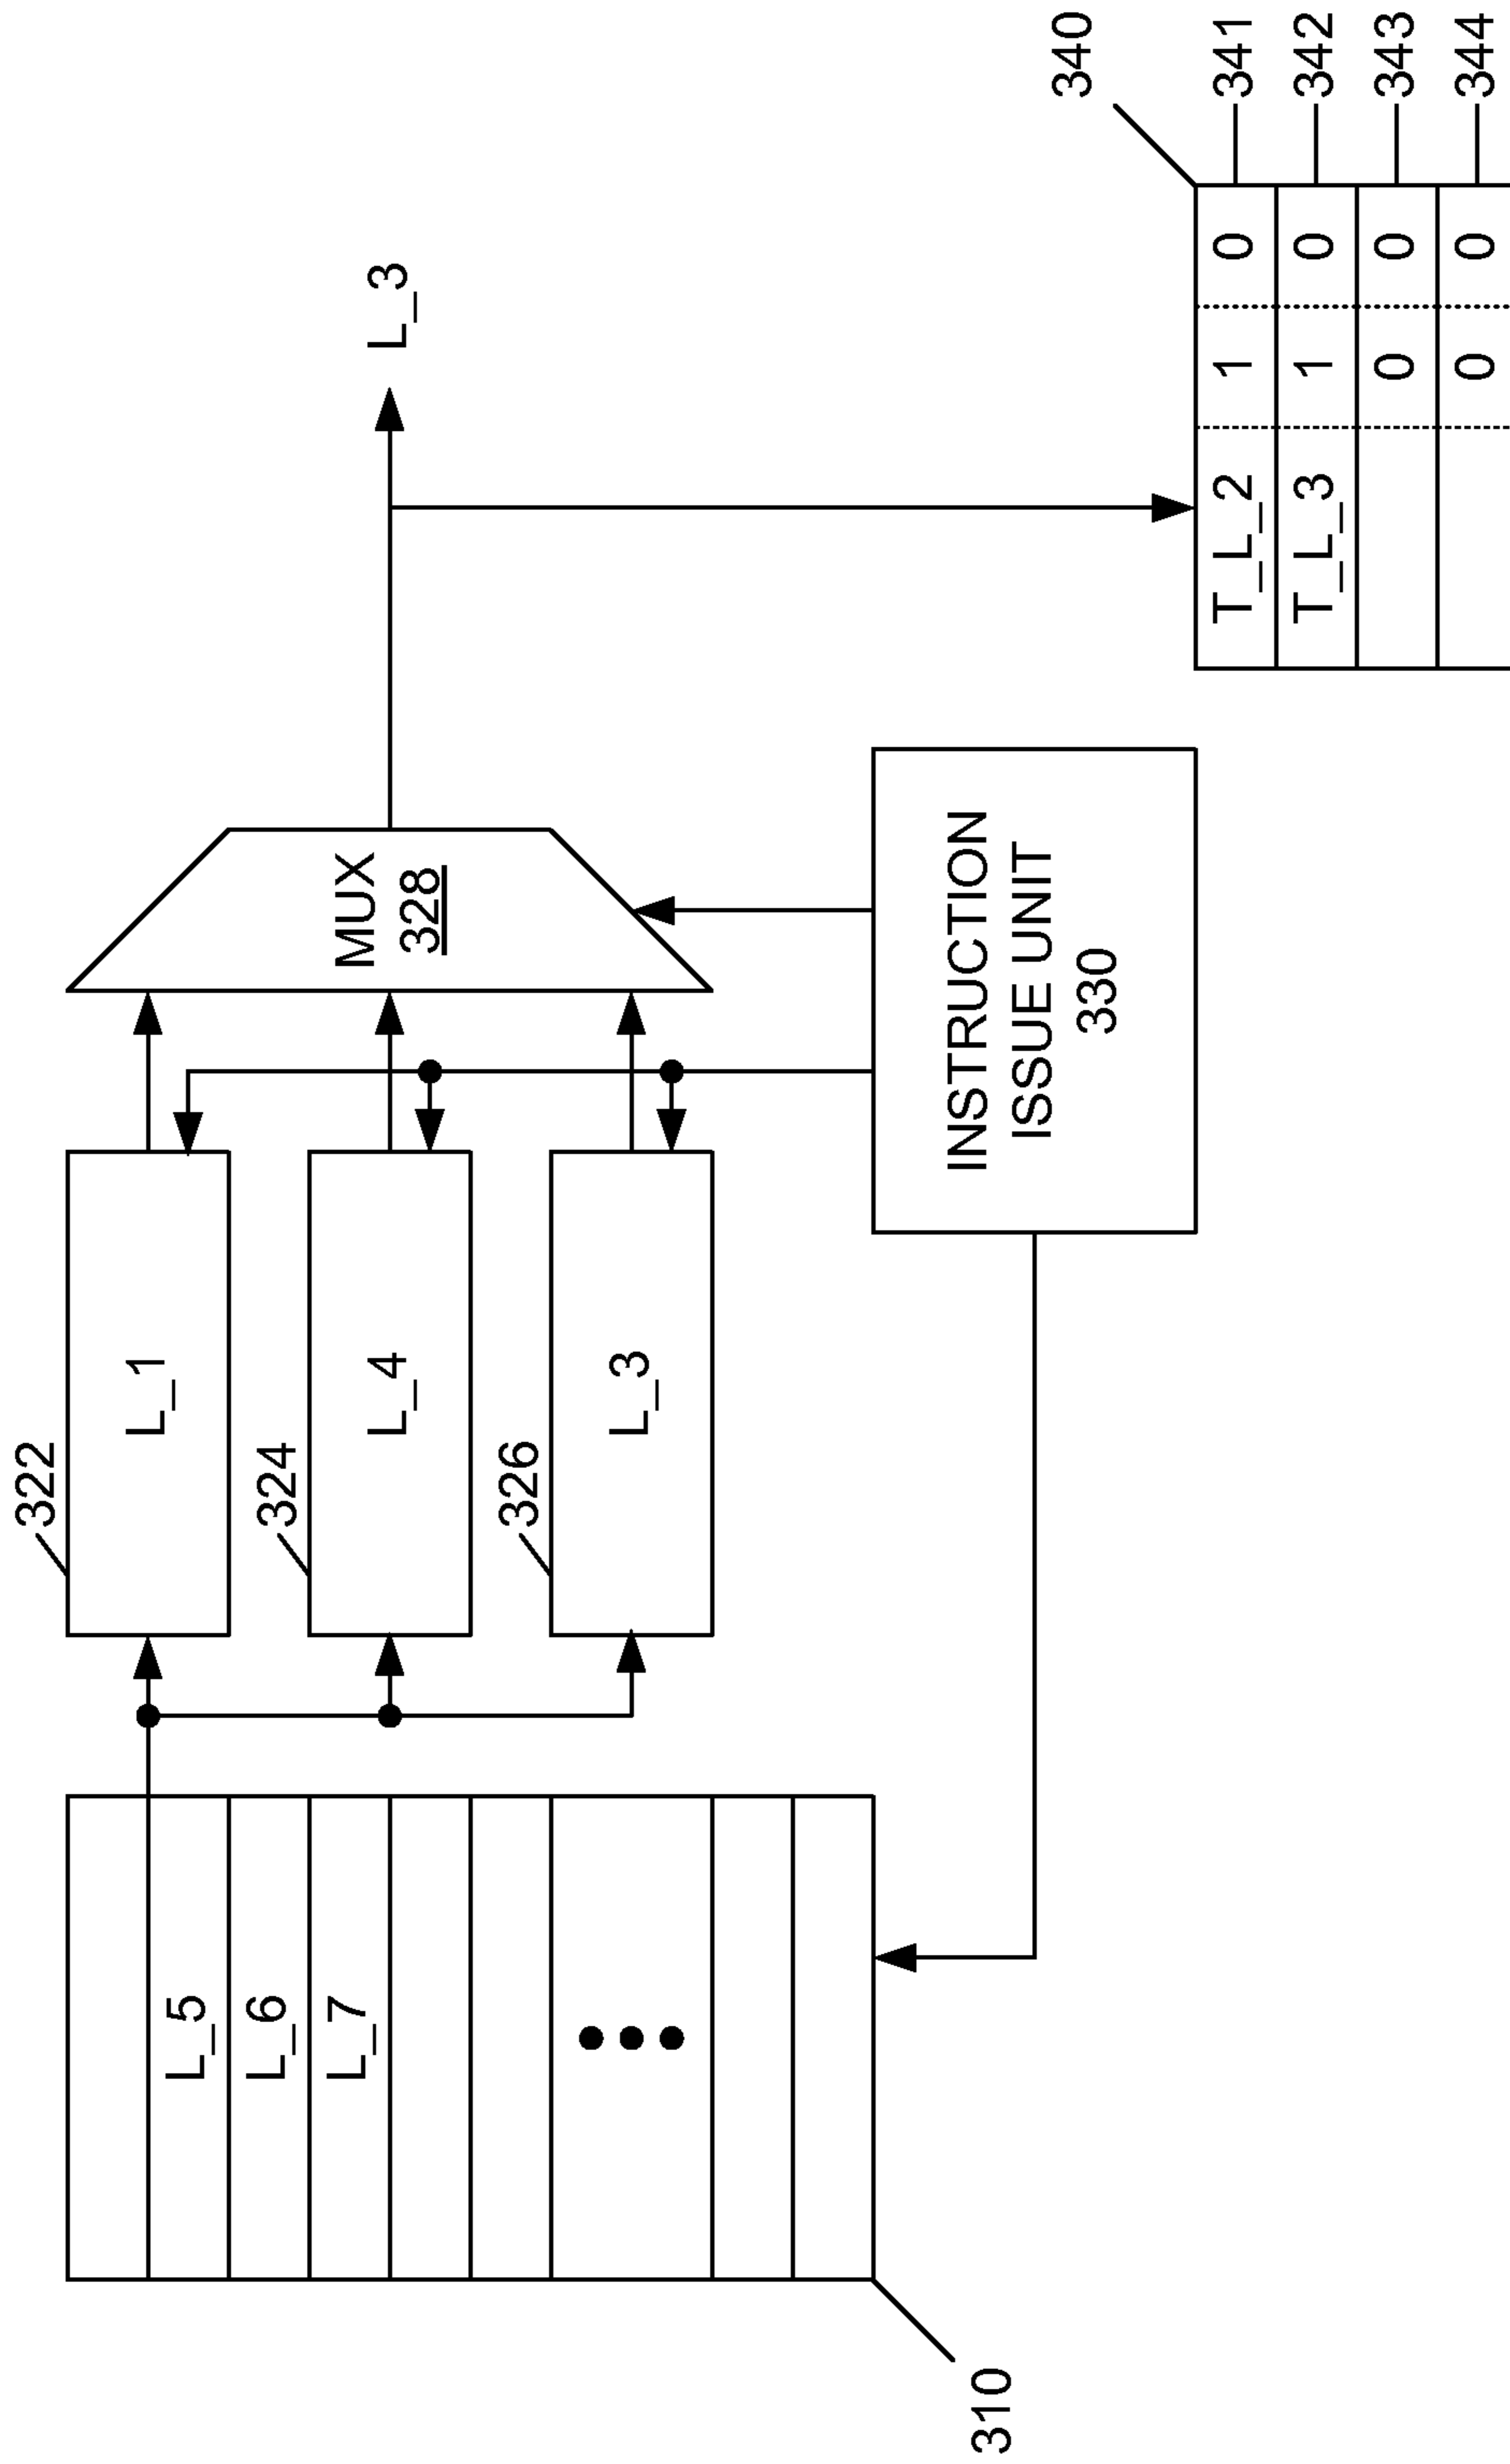 310
L_5
L_6
L_7
322
L_1
324
L_4
326
L_3
MUX
328
INSTRUCTION
ISSUE UNIT
330
L_3
340
T_L_2 1 0 341
T_L_3 1 0 342
0 0 343
0 0 344